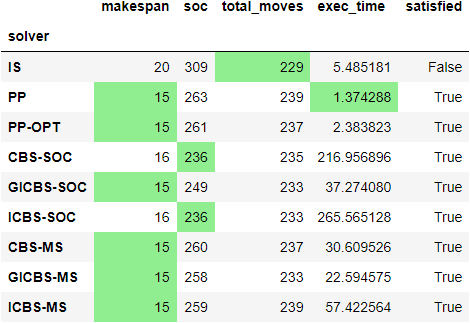 makespan soc total_moves exec_time satisfied
solver
IS 20 309 229 5.485181 False
PP 15 263 239 1.374288 True
PP-OPT 15 261 237 2.383823 True
CBS-SOC 16 236 235 216.956896 True
GICBS-SOC 15 249 233 37.274080 True
ICBS-SOC 16 236 233 265.565128 True
CBS-MS 15 260 237 30.609526 True
GICBS-MS 15 258 233 22.594575 True
ICBS-MS 15 259 239 57.422564 True